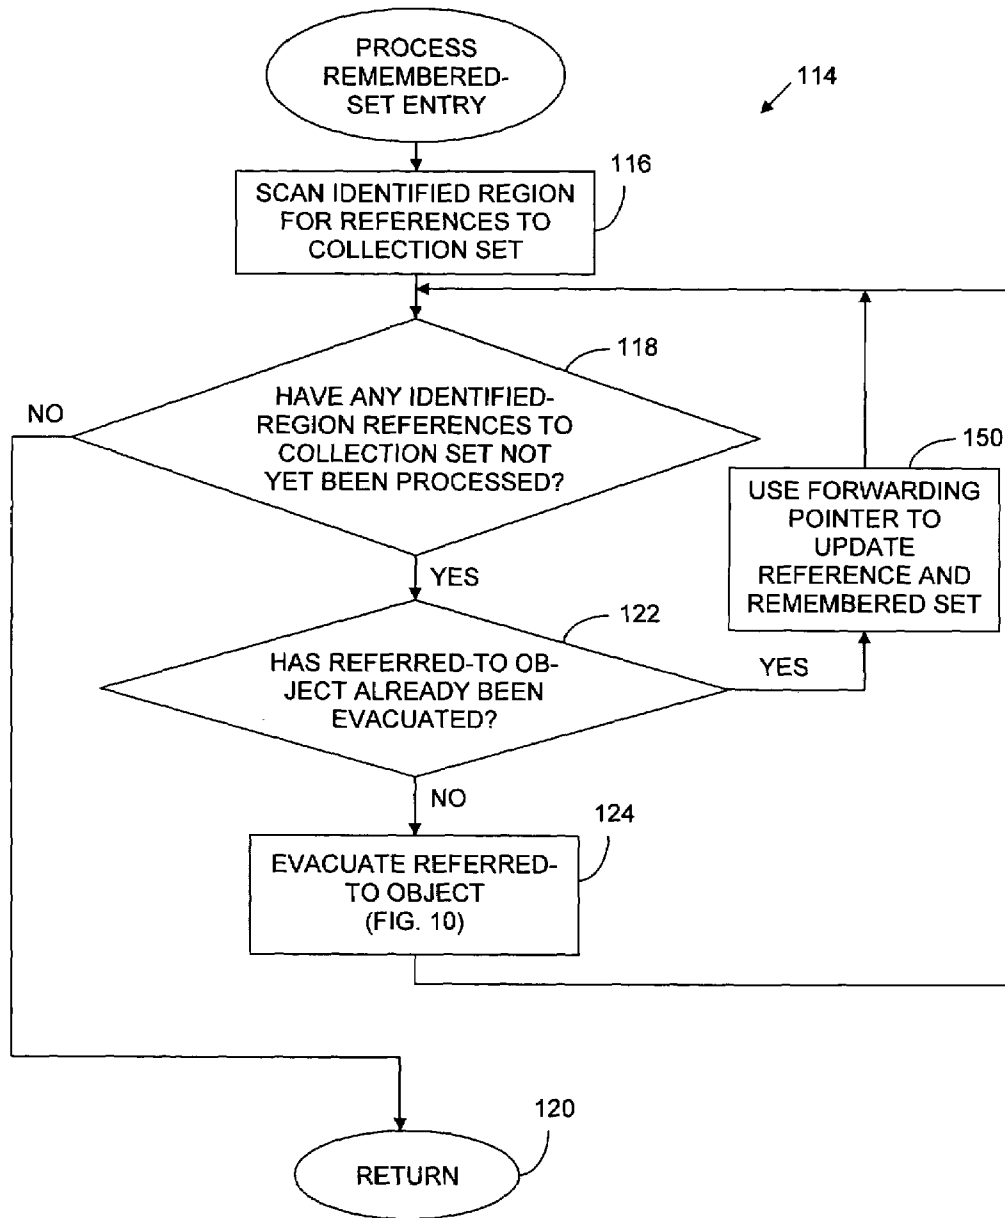 PROCESS
REMEMBERED-
SET ENTRY
114
116
SCAN IDENTIFIED REGION
FOR REFERENCES TO
COLLECTION SET
118
NO
HAVE ANY IDENTIFIED-
REGION REFERENCES TO
COLLECTION SET NOT
YET BEEN PROCESSED?
150
USE FORWARDING
POINTER TO
UPDATE
REFERENCE AND
REMEMBERED SET
YES
122
HAS REFERRED-TO OB-
JECT ALREADY BEEN
EVACUATED?
YES
NO
124
EVACUATE REFERRED-
TO OBJECT
(FIG. 10)
120
RETURN